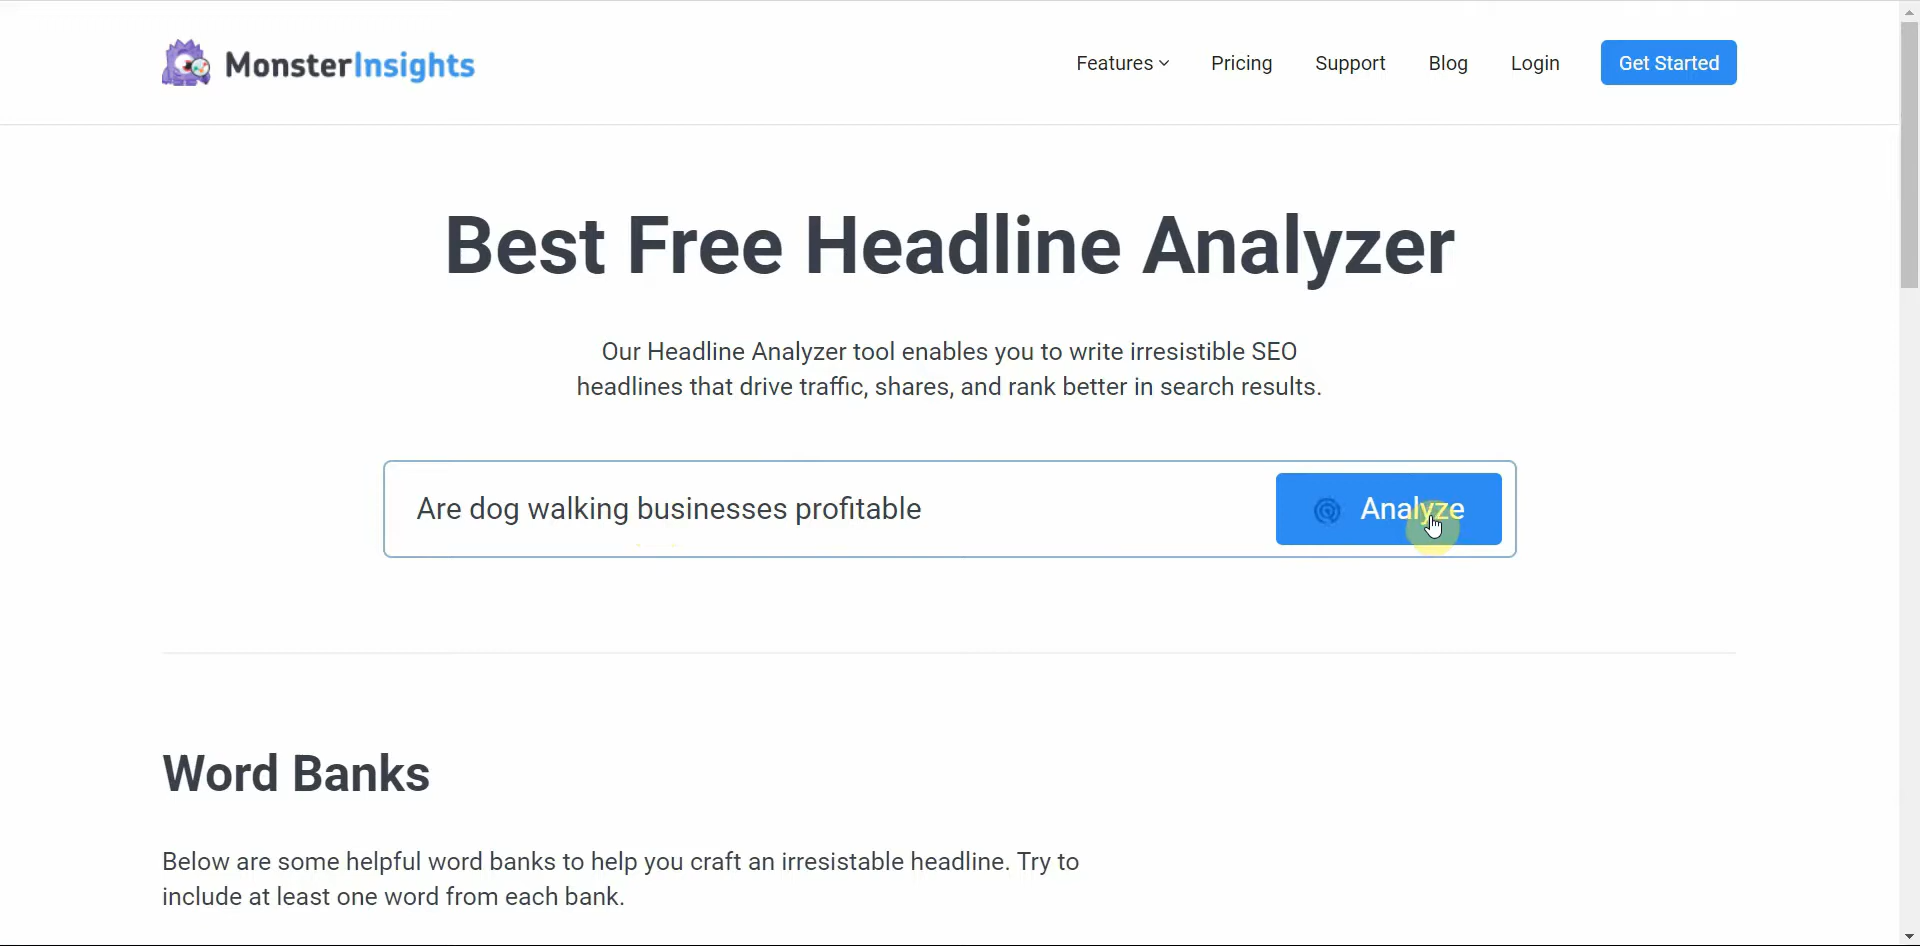 MonsterInsights
Features Pricing Support Blog Login Get Started
Best Free Headline Analyzer
Our Headline Analyzer tool enables you to write irresistible SEO
headlines that drive traffic, shares, and rank better in search results.
Are dog walking businesses profitable
Analyze
Word Banks
Below are some helpful word banks to help you craft an irresistable headline. Try to
include at least one word from each bank.